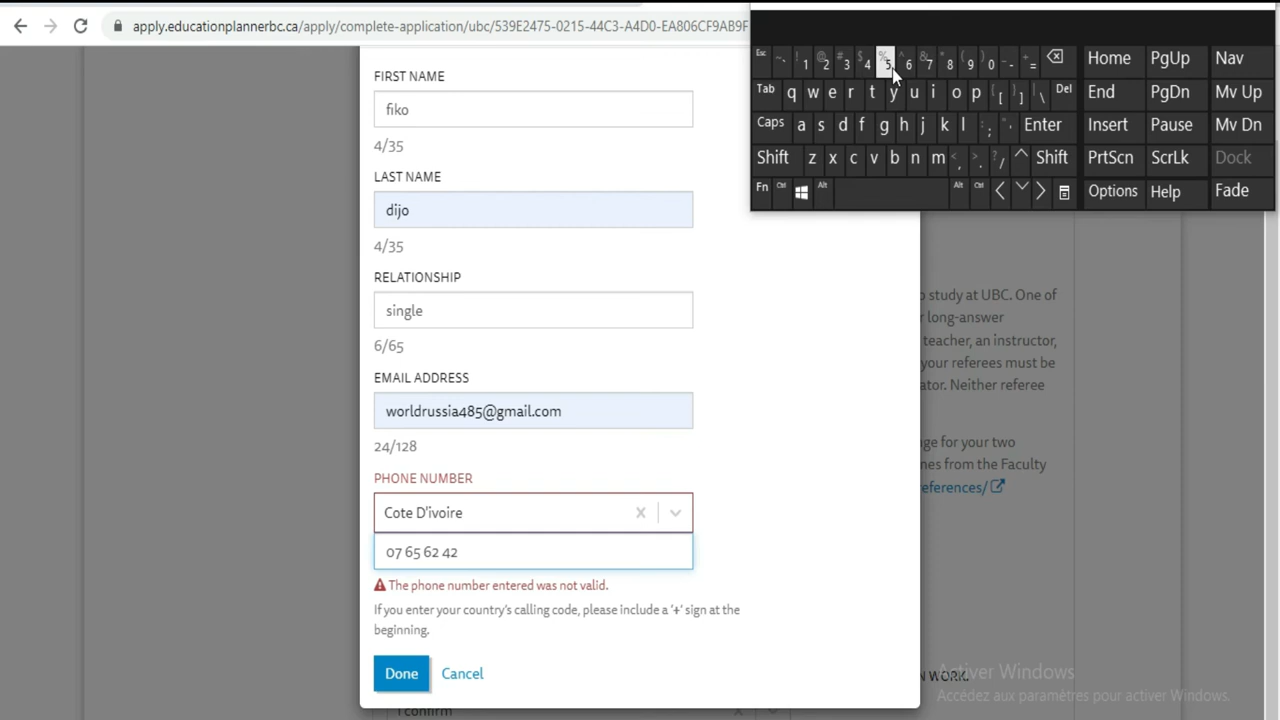 apply.educationplannerbc.ca/apply/complete-application/ubc/539E2475-0215-44C3-A4D0-EA806CF9AB9F
FIRST NAME
fiko
4/35
LAST NAME
dijo
4/35
RELATIONSHIP
single
6/65
EMAIL ADDRESS
worldrussia485@gmail.com
24/128
PHONE NUMBER
Cote D'ivoire
07 65 62 42
The phone number entered was not valid.
If you enter your country's calling code, please include a '+' sign at the
beginning.
Done Cancel
I confirm
Esc ~ ` ! 1 @ 2 # 3 $ 4 % 5 ^ 6 & 7 * 8 ( 9 ) 0 _ - + = Home PgUp Nav
Tab q w e r t y u i o p { [ } ] | \ Del End PgDn Mv Up
Caps a s d f g h j k l : ; " ' Enter Insert Pause Mv Dn
Shift z x c v b n m < , > . ? / Shift PrtScn ScrLk Dock
Fn Ctrl Alt Alt Ctrl Options Help Fade
o study at UBC. One of
r long-answer
teacher, an instructor,
your referees must be
ator. Neither referee
ge for your two
nes from the Faculty
eferences/
N WORK.
Activer Windows
Accédez aux paramètres pour activer Windows.